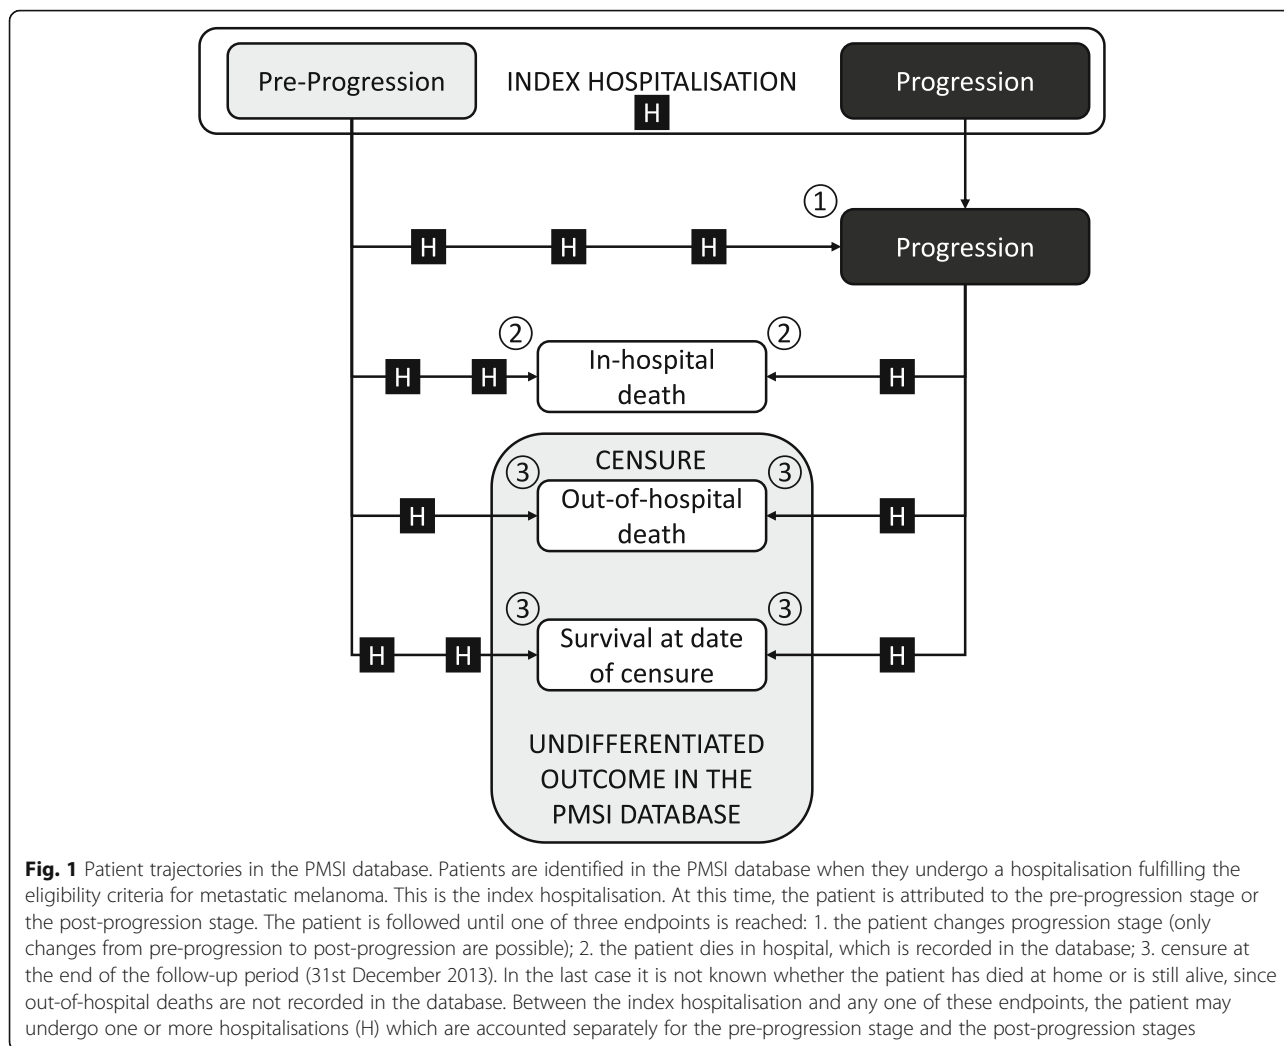 Pre-Progression INDEX HOSPITALISATION Progression
H
1
Progression
H H H
2 2
In-hospital
death
H H H
CENSURE
3 3
Out-of-hospital
death
H H
3 3
Survival at date
of censure
H H H
UNDIFFERENTIATED
OUTCOME IN THE
PMSI DATABASE
Fig. 1 Patient trajectories in the PMSI database. Patients are identified in the PMSI database when they undergo a hospitalisation fulfilling the
eligibility criteria for metastatic melanoma. This is the index hospitalisation. At this time, the patient is attributed to the pre-progression stage or
the post-progression stage. The patient is followed until one of three endpoints is reached: 1. the patient changes progression stage (only
changes from pre-progression to post-progression are possible); 2. the patient dies in hospital, which is recorded in the database; 3. censure at
the end of the follow-up period (31st December 2013). In the last case it is not known whether the patient has died at home or is still alive, since
out-of-hospital deaths are not recorded in the database. Between the index hospitalisation and any one of these endpoints, the patient may
undergo one or more hospitalisations (H) which are accounted separately for the pre-progression stage and the post-progression stages